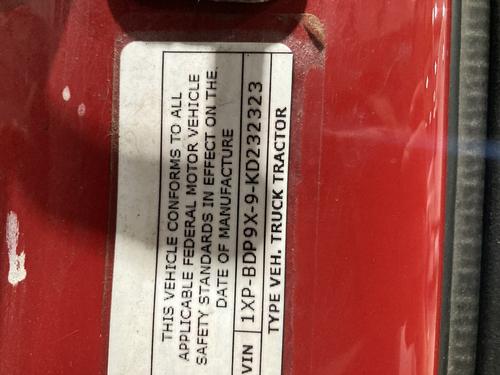 THIS VEHICLE CONFORMS TO ALL
APPLICABLE FEDERAL MOTOR VEHICLE
SAFETY STANDARDS IN EFFECT ON THE
DATE OF MANUFACTURE
VIN 1XP-BDP9X-9-KD232323
TYPE VEH. TRUCK TRACTOR